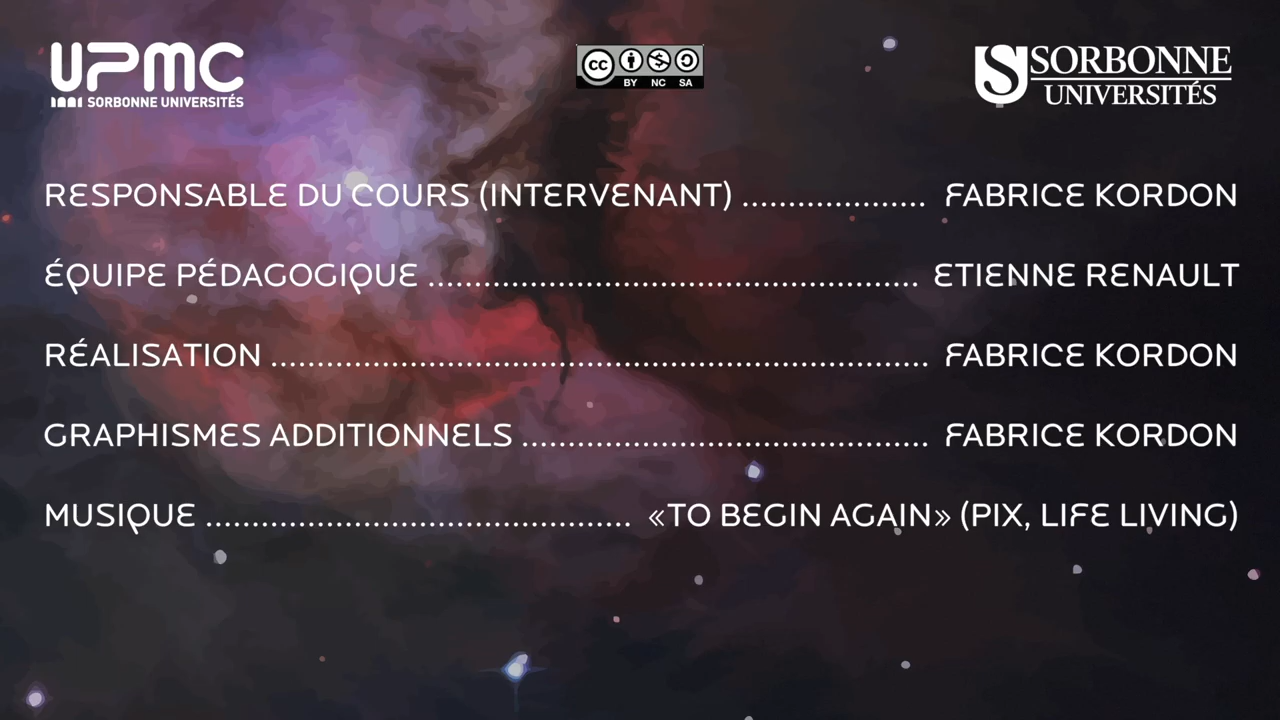 UPMC
SORBONNE UNIVERSITÉS
CC BY NC SA
SORBONNE
UNIVERSITÉS
RESPONSABLE DU COURS (INTERVENANT) .................... FABRICE KORDON
ÉQUIPE PÉDAGOGIQUE ..................................................... ETIENNE RENAULT
RÉALISATION ....................................................................... FABRICE KORDON
GRAPHISMES ADDITIONNELS ............................................ FABRICE KORDON
MUSIQUE .............................................. «TO BEGIN AGAIN» (PIX, LIFE LIVING)